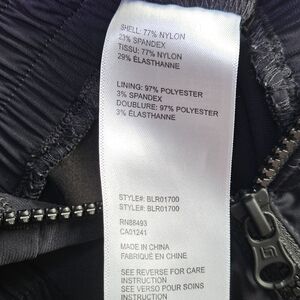 SHELL: 77% NYLON
23% SPANDEX
TISSU: 77% NYLON
29% ÉLASTHANNE
LINING: 97% POLYESTER
3% SPANDEX
DOUBLURE: 97% POLYESTER
3% ÉLASTHANNE
STYLE#: BLR01700
STYLE#: BLR01700
RN88493
CA01241
MADE IN CHINA
FABRIQUÉ EN CHINE
SEE REVERSE FOR CARE
INSTRUCTION
SEE VERSO POUR SOINS
INSTRUCTION